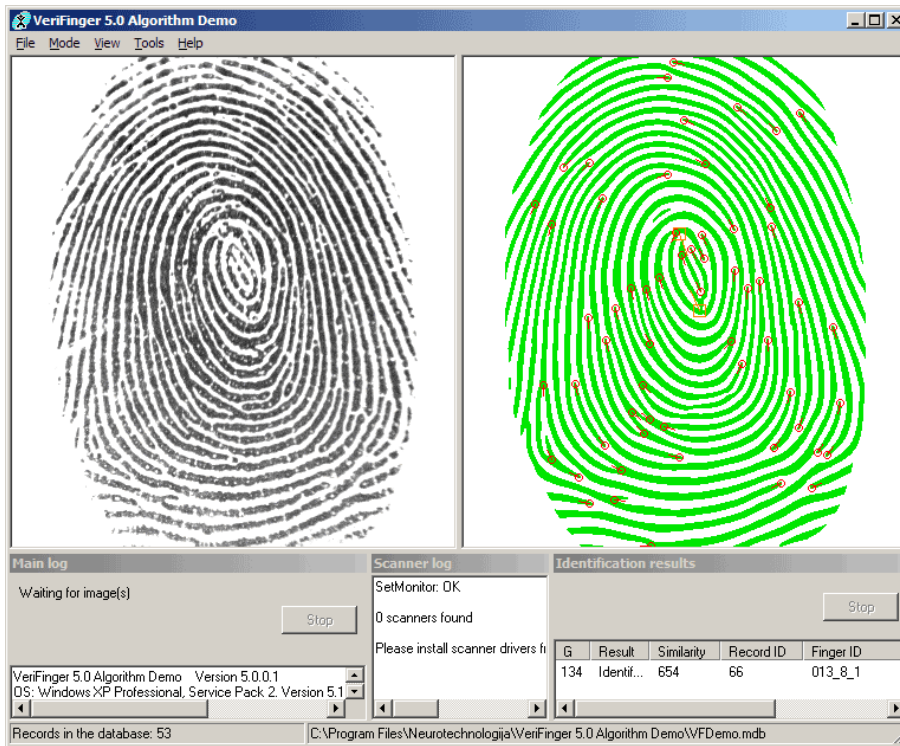 VeriFinger 5.0 Algorithm Demo
File Mode View Tools Help
Main log
Waiting for image(s)
Stop
VeriFinger 5.0 Algorithm Demo Version 5.0.0.1
OS: Windows XP Professional, Service Pack 2. Version 5.1
Scanner log
SetMonitor: OK
0 scanners found
Please install scanner drivers
Identification results
Stop
G Result Similarity Record ID Finger ID
134 Identif... 654 66 013_8_1
Records in the database: 53
C:\Program Files\Neurotechnologija\VeriFinger 5.0 Algorithm Demo\VFDemo.mdb